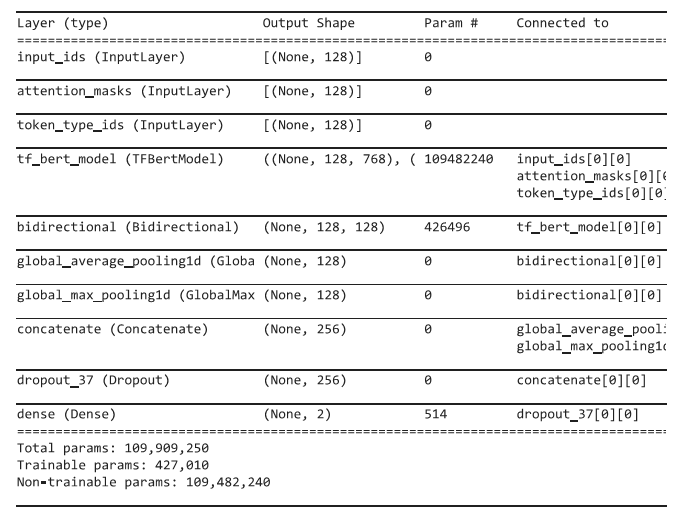 Layer (type) Output Shape Param # Connected to
==================================================================================
input_ids (InputLayer) [(None, 128)] 0
attention_masks (InputLayer) [(None, 128)] 0
token_type_ids (InputLayer) [(None, 128)] 0
tf_bert_model (TFBertModel) ((None, 128, 768), ( 109482240 input_ids[0][0]
attention_masks[0][0
token_type_ids[0][0]
bidirectional (Bidirectional) (None, 128, 128) 426496 tf_bert_model[0][0]
global_average_pooling1d (Globa (None, 128) 0 bidirectional[0][0]
global_max_pooling1d (GlobalMax (None, 128) 0 bidirectional[0][0]
concatenate (Concatenate) (None, 256) 0 global_average_pooli
global_max_pooling1d
dropout_37 (Dropout) (None, 256) 0 concatenate[0][0]
dense (Dense) (None, 2) 514 dropout_37[0][0]
==================================================================================
Total params: 109,909,250
Trainable params: 427,010
Non-trainable params: 109,482,240